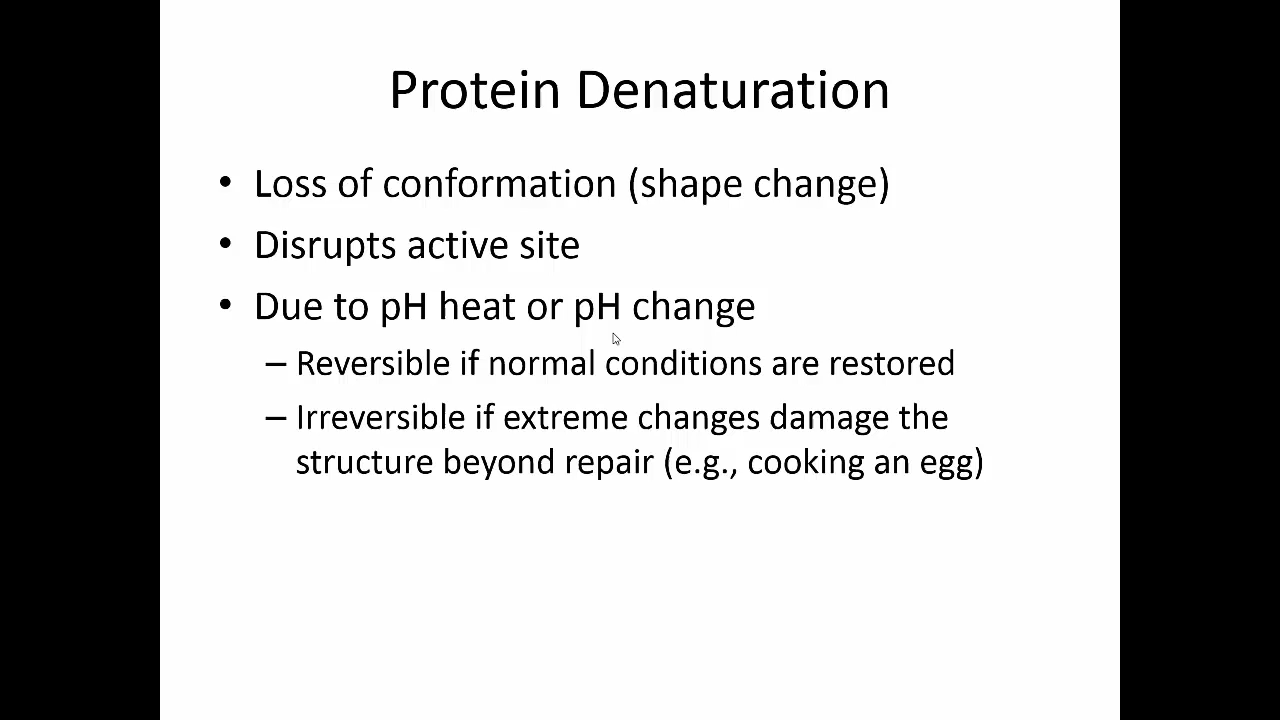 Protein Denaturation
• Loss of conformation (shape change)
• Disrupts active site
• Due to pH heat or pH change
– Reversible if normal conditions are restored
– Irreversible if extreme changes damage the
structure beyond repair (e.g., cooking an egg)